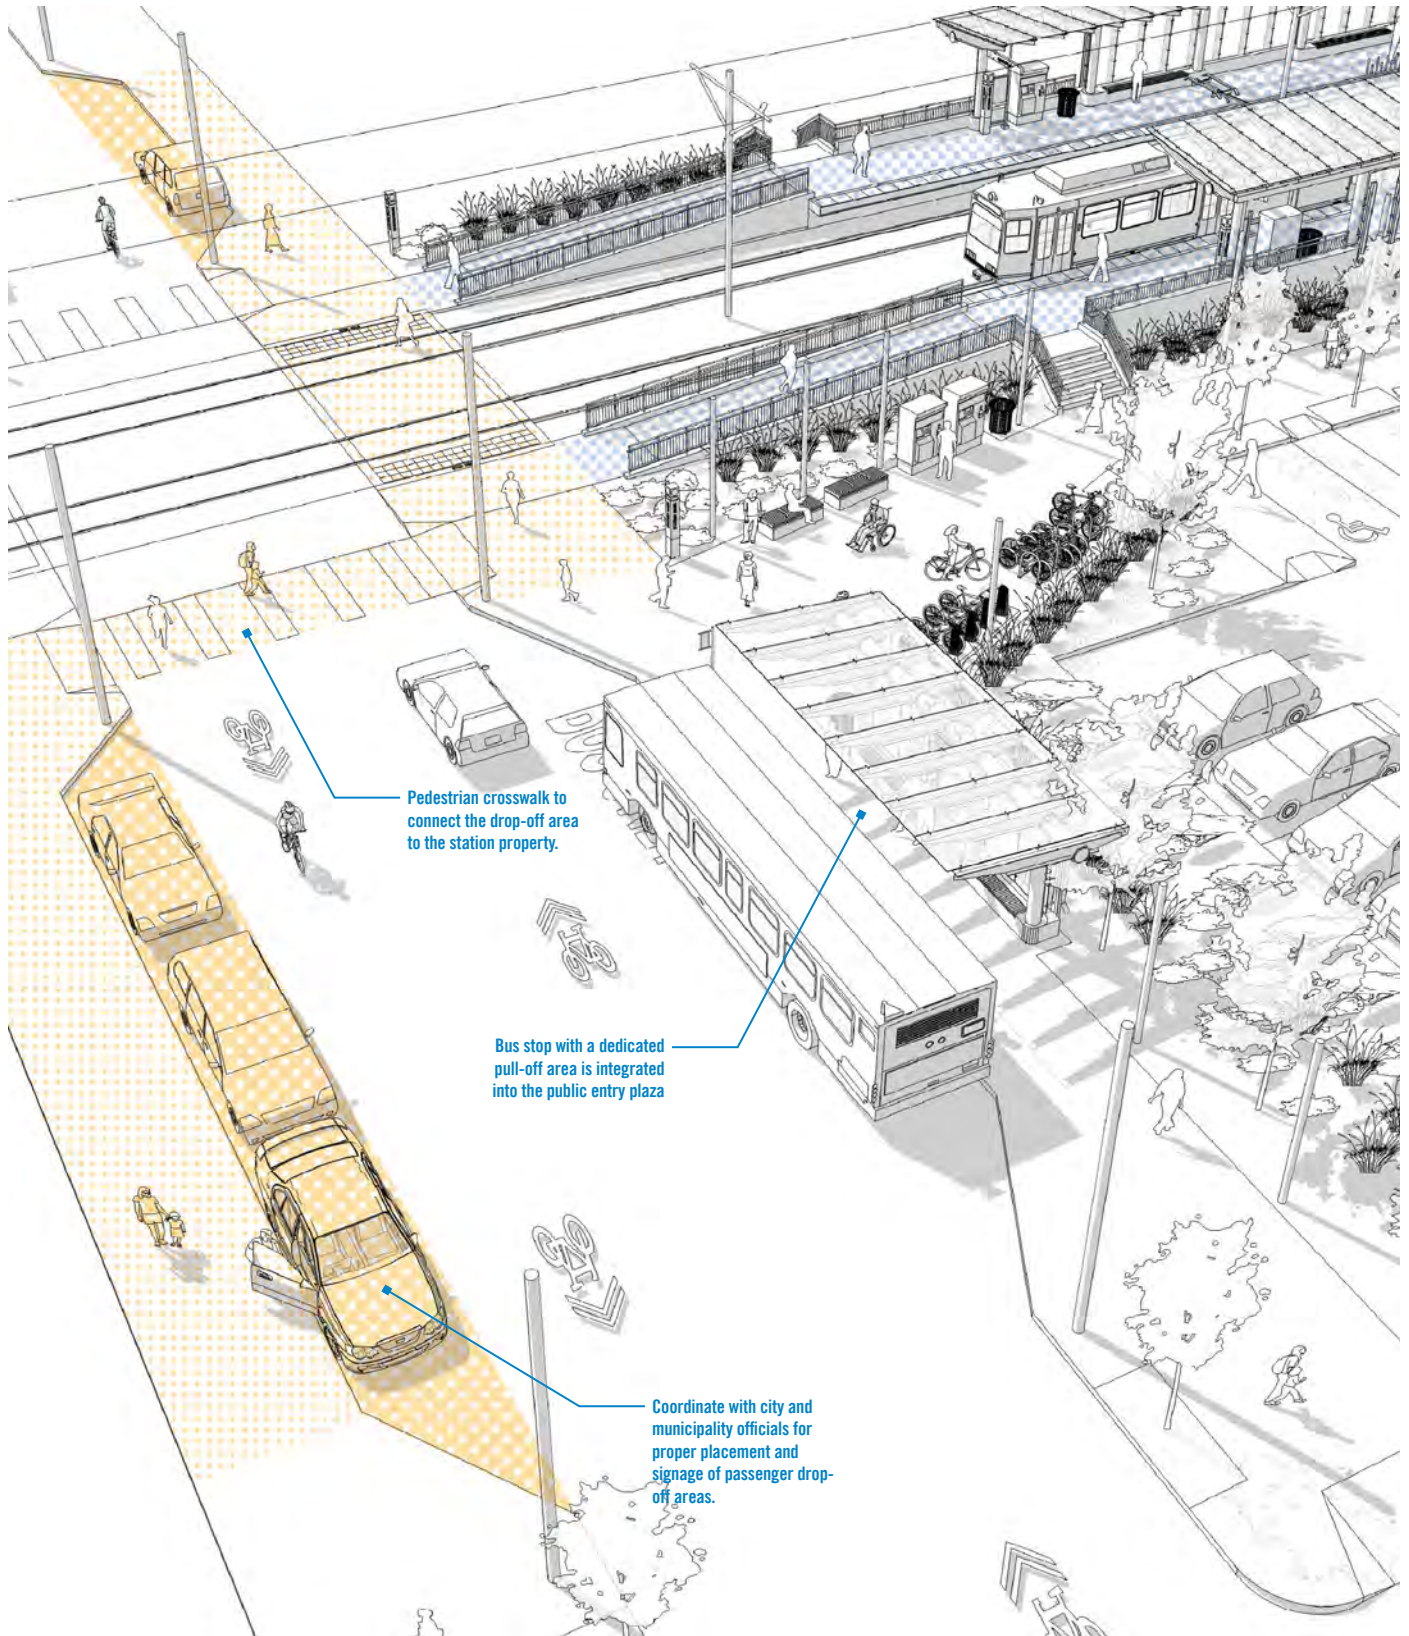 Pedestrian crosswalk to
connect the drop-off area
to the station property.
Bus stop with a dedicated
pull-off area is integrated
into the public entry plaza
Coordinate with city and
municipality officials for
proper placement and
signage of passenger drop-
off areas.